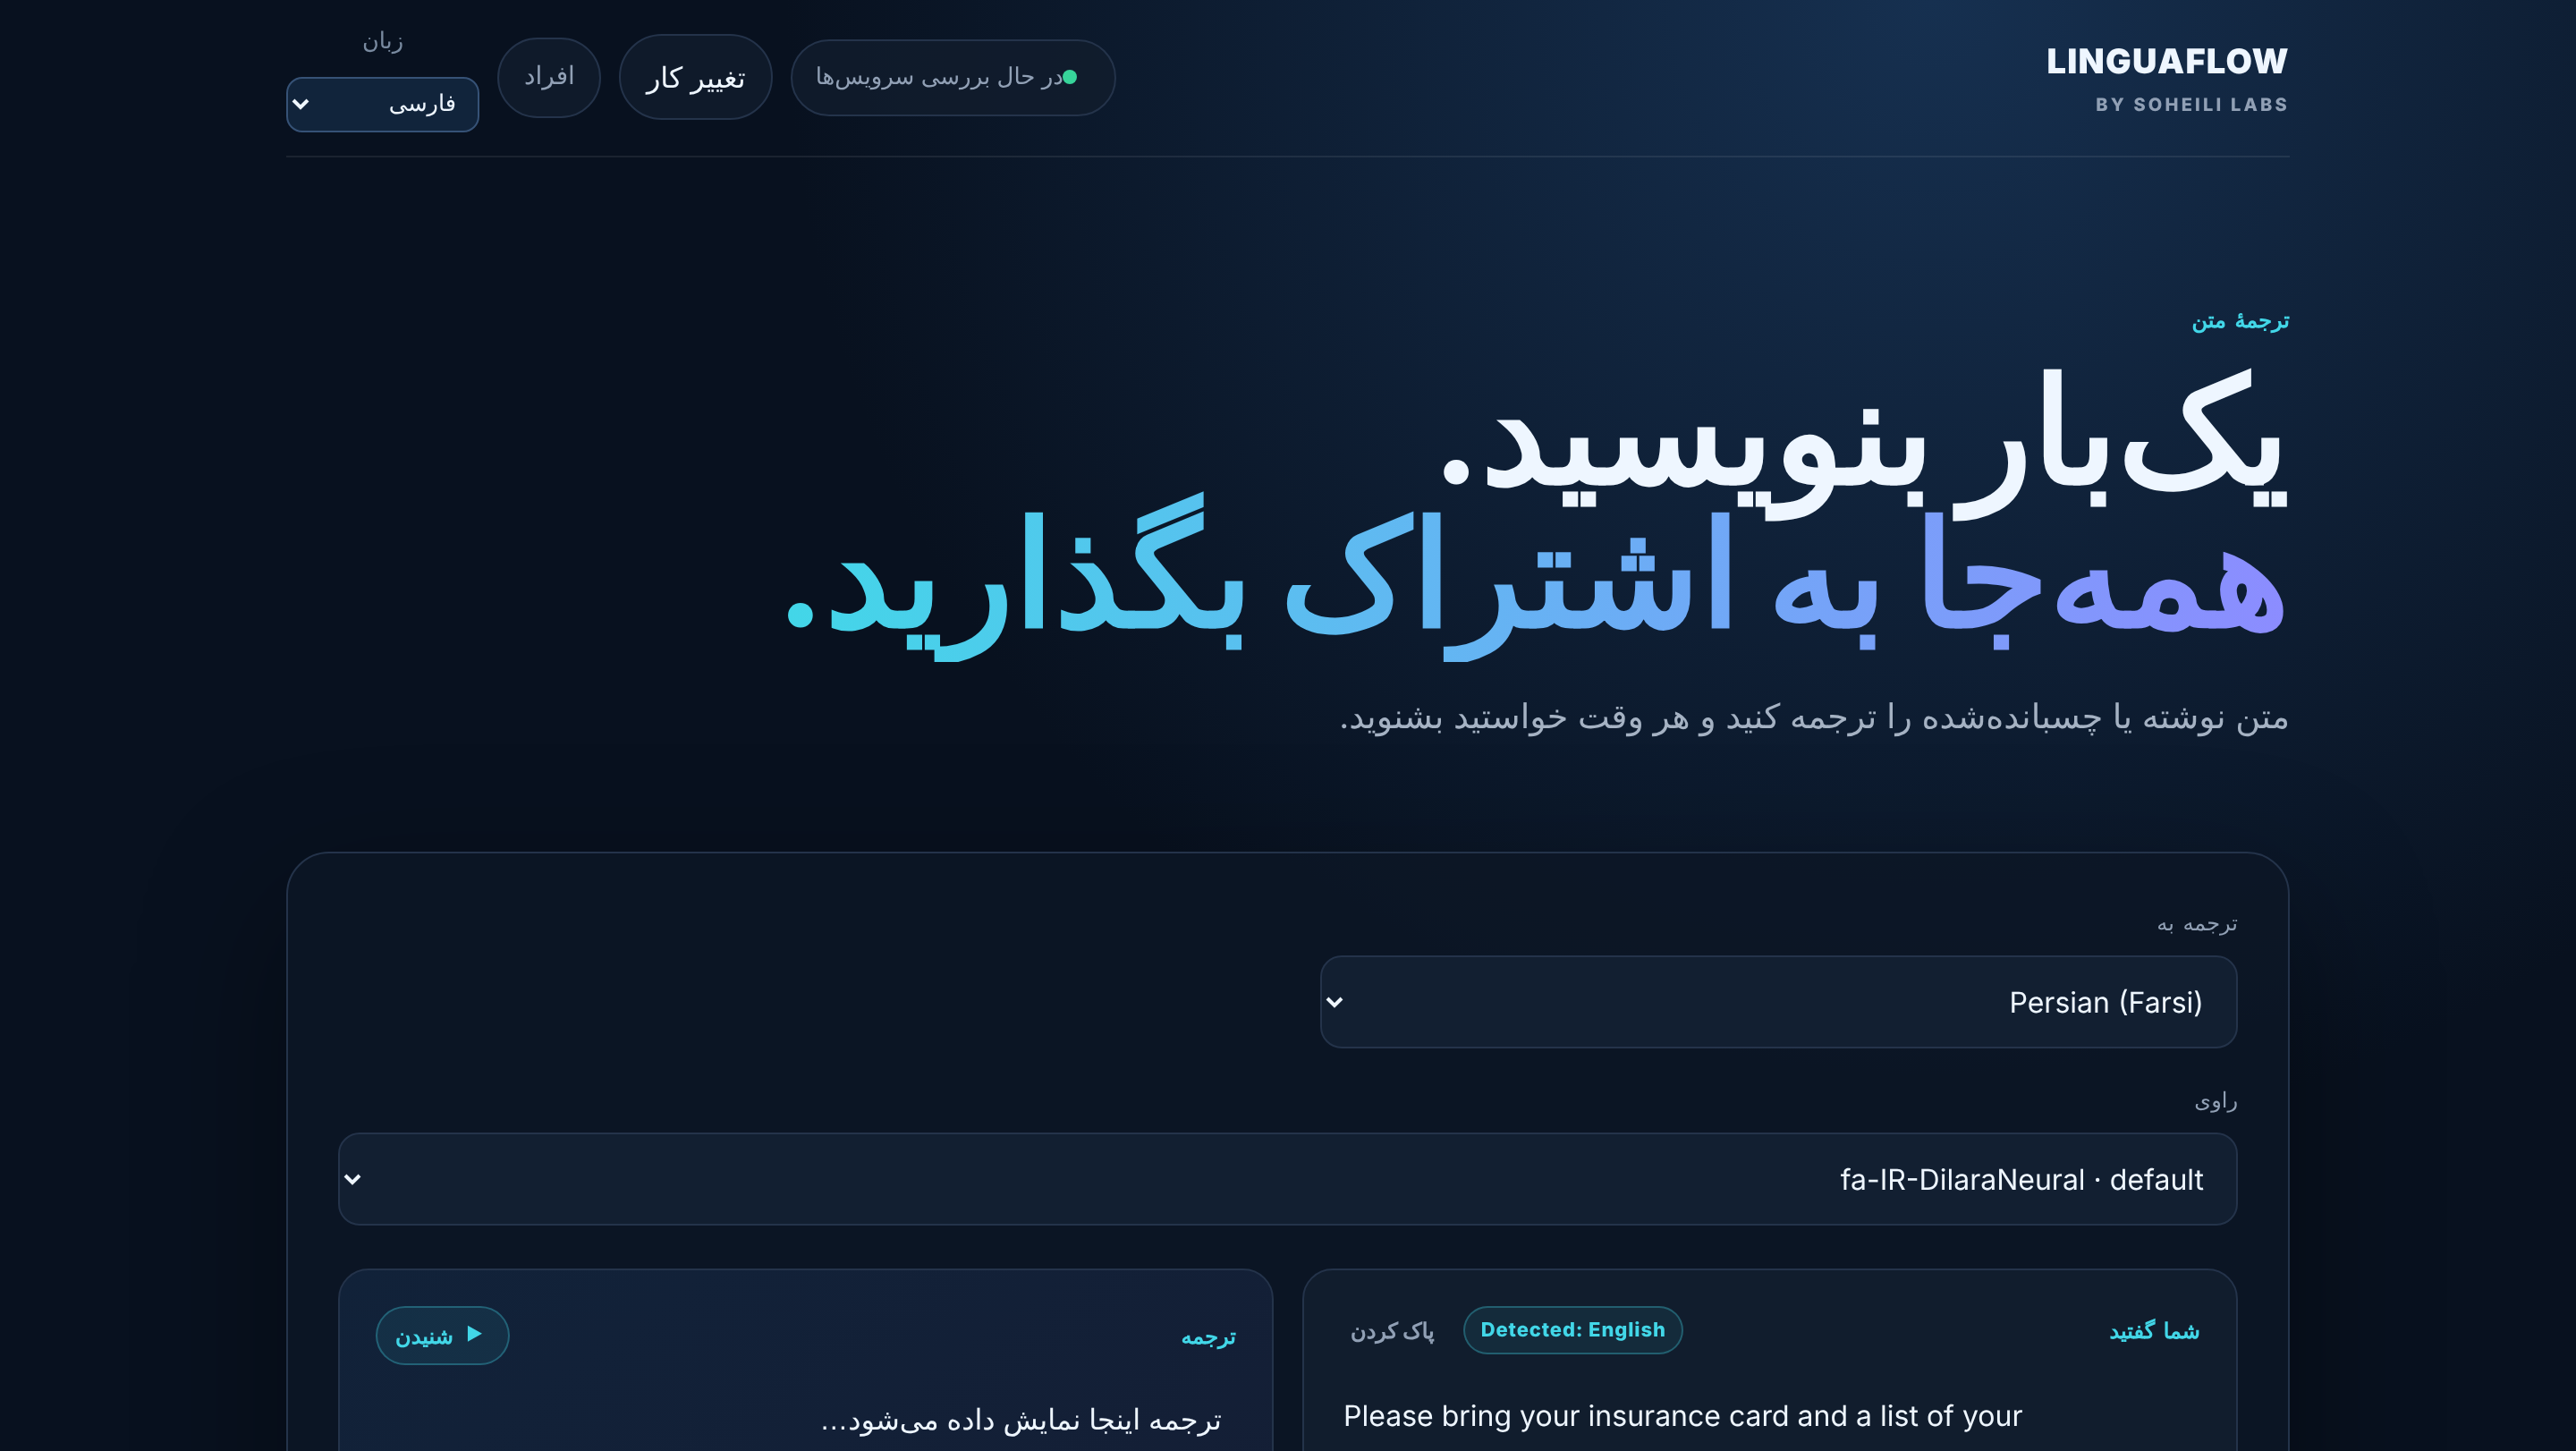 LINGUAFLOW
BY SOHEILI LABS
در حال بررسی سرویس‌ها
تغییر کار
افراد
زبان
فارسی
ترجمهٔ متن
یک‌بار بنویسید.
همه‌جا به اشتراک بگذارید.
متن نوشته یا چسبانده‌شده را ترجمه کنید و هر وقت خواستید بشنوید.
ترجمه به
Persian (Farsi)
راوی
fa-IR-DilaraNeural · default
شما گفتید
Detected: English
پاک کردن
Please bring your insurance card and a list of your
ترجمه
شنیدن
ترجمه اینجا نمایش داده می‌شود...